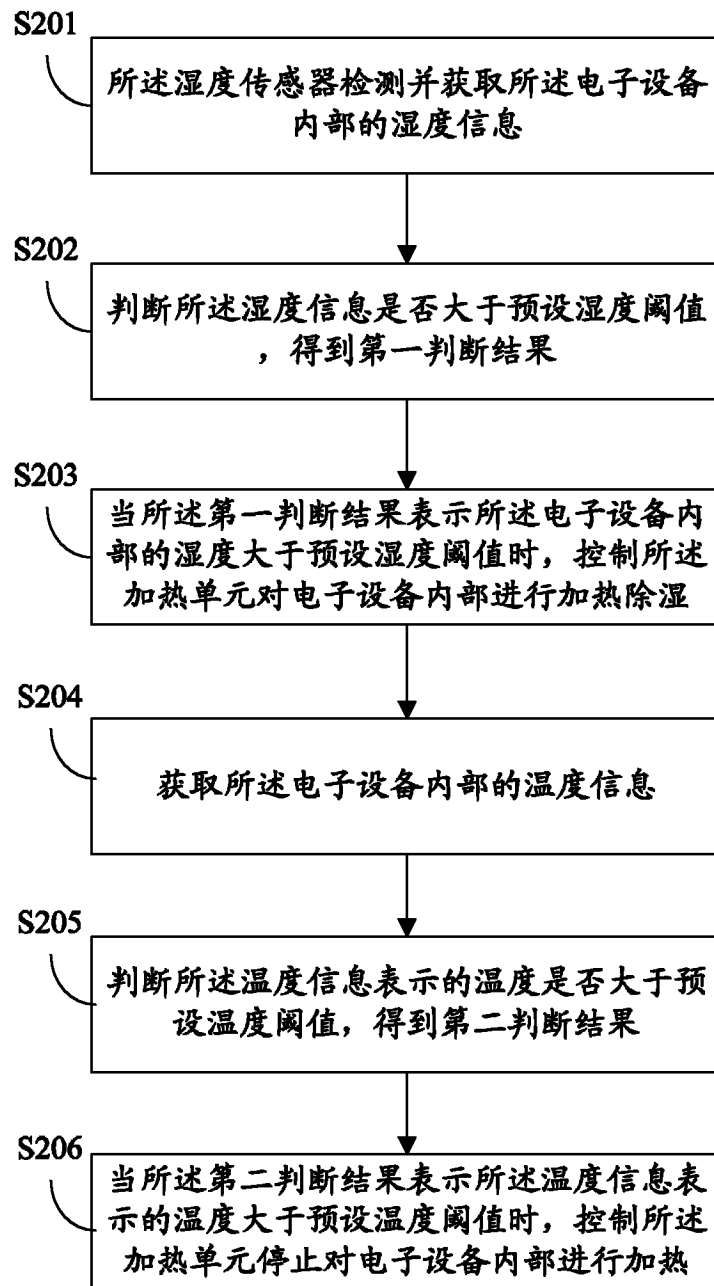 S201
所述湿度传感器检测并获取所述电子设备
内部的湿度信息
S202
判断所述湿度信息是否大于预设湿度阈值
，得到第一判断结果
S203
当所述第一判断结果表示所述电子设备内
部的湿度大于预设湿度阈值时，控制所述
加热单元对电子设备内部进行加热除湿
S204
获取所述电子设备内部的温度信息
S205
判断所述温度信息表示的温度是否大于预
设温度阈值，得到第二判断结果
S206
当所述第二判断结果表示所述温度信息表
示的温度大于预设温度阈值时，控制所述
加热单元停止对电子设备内部进行加热